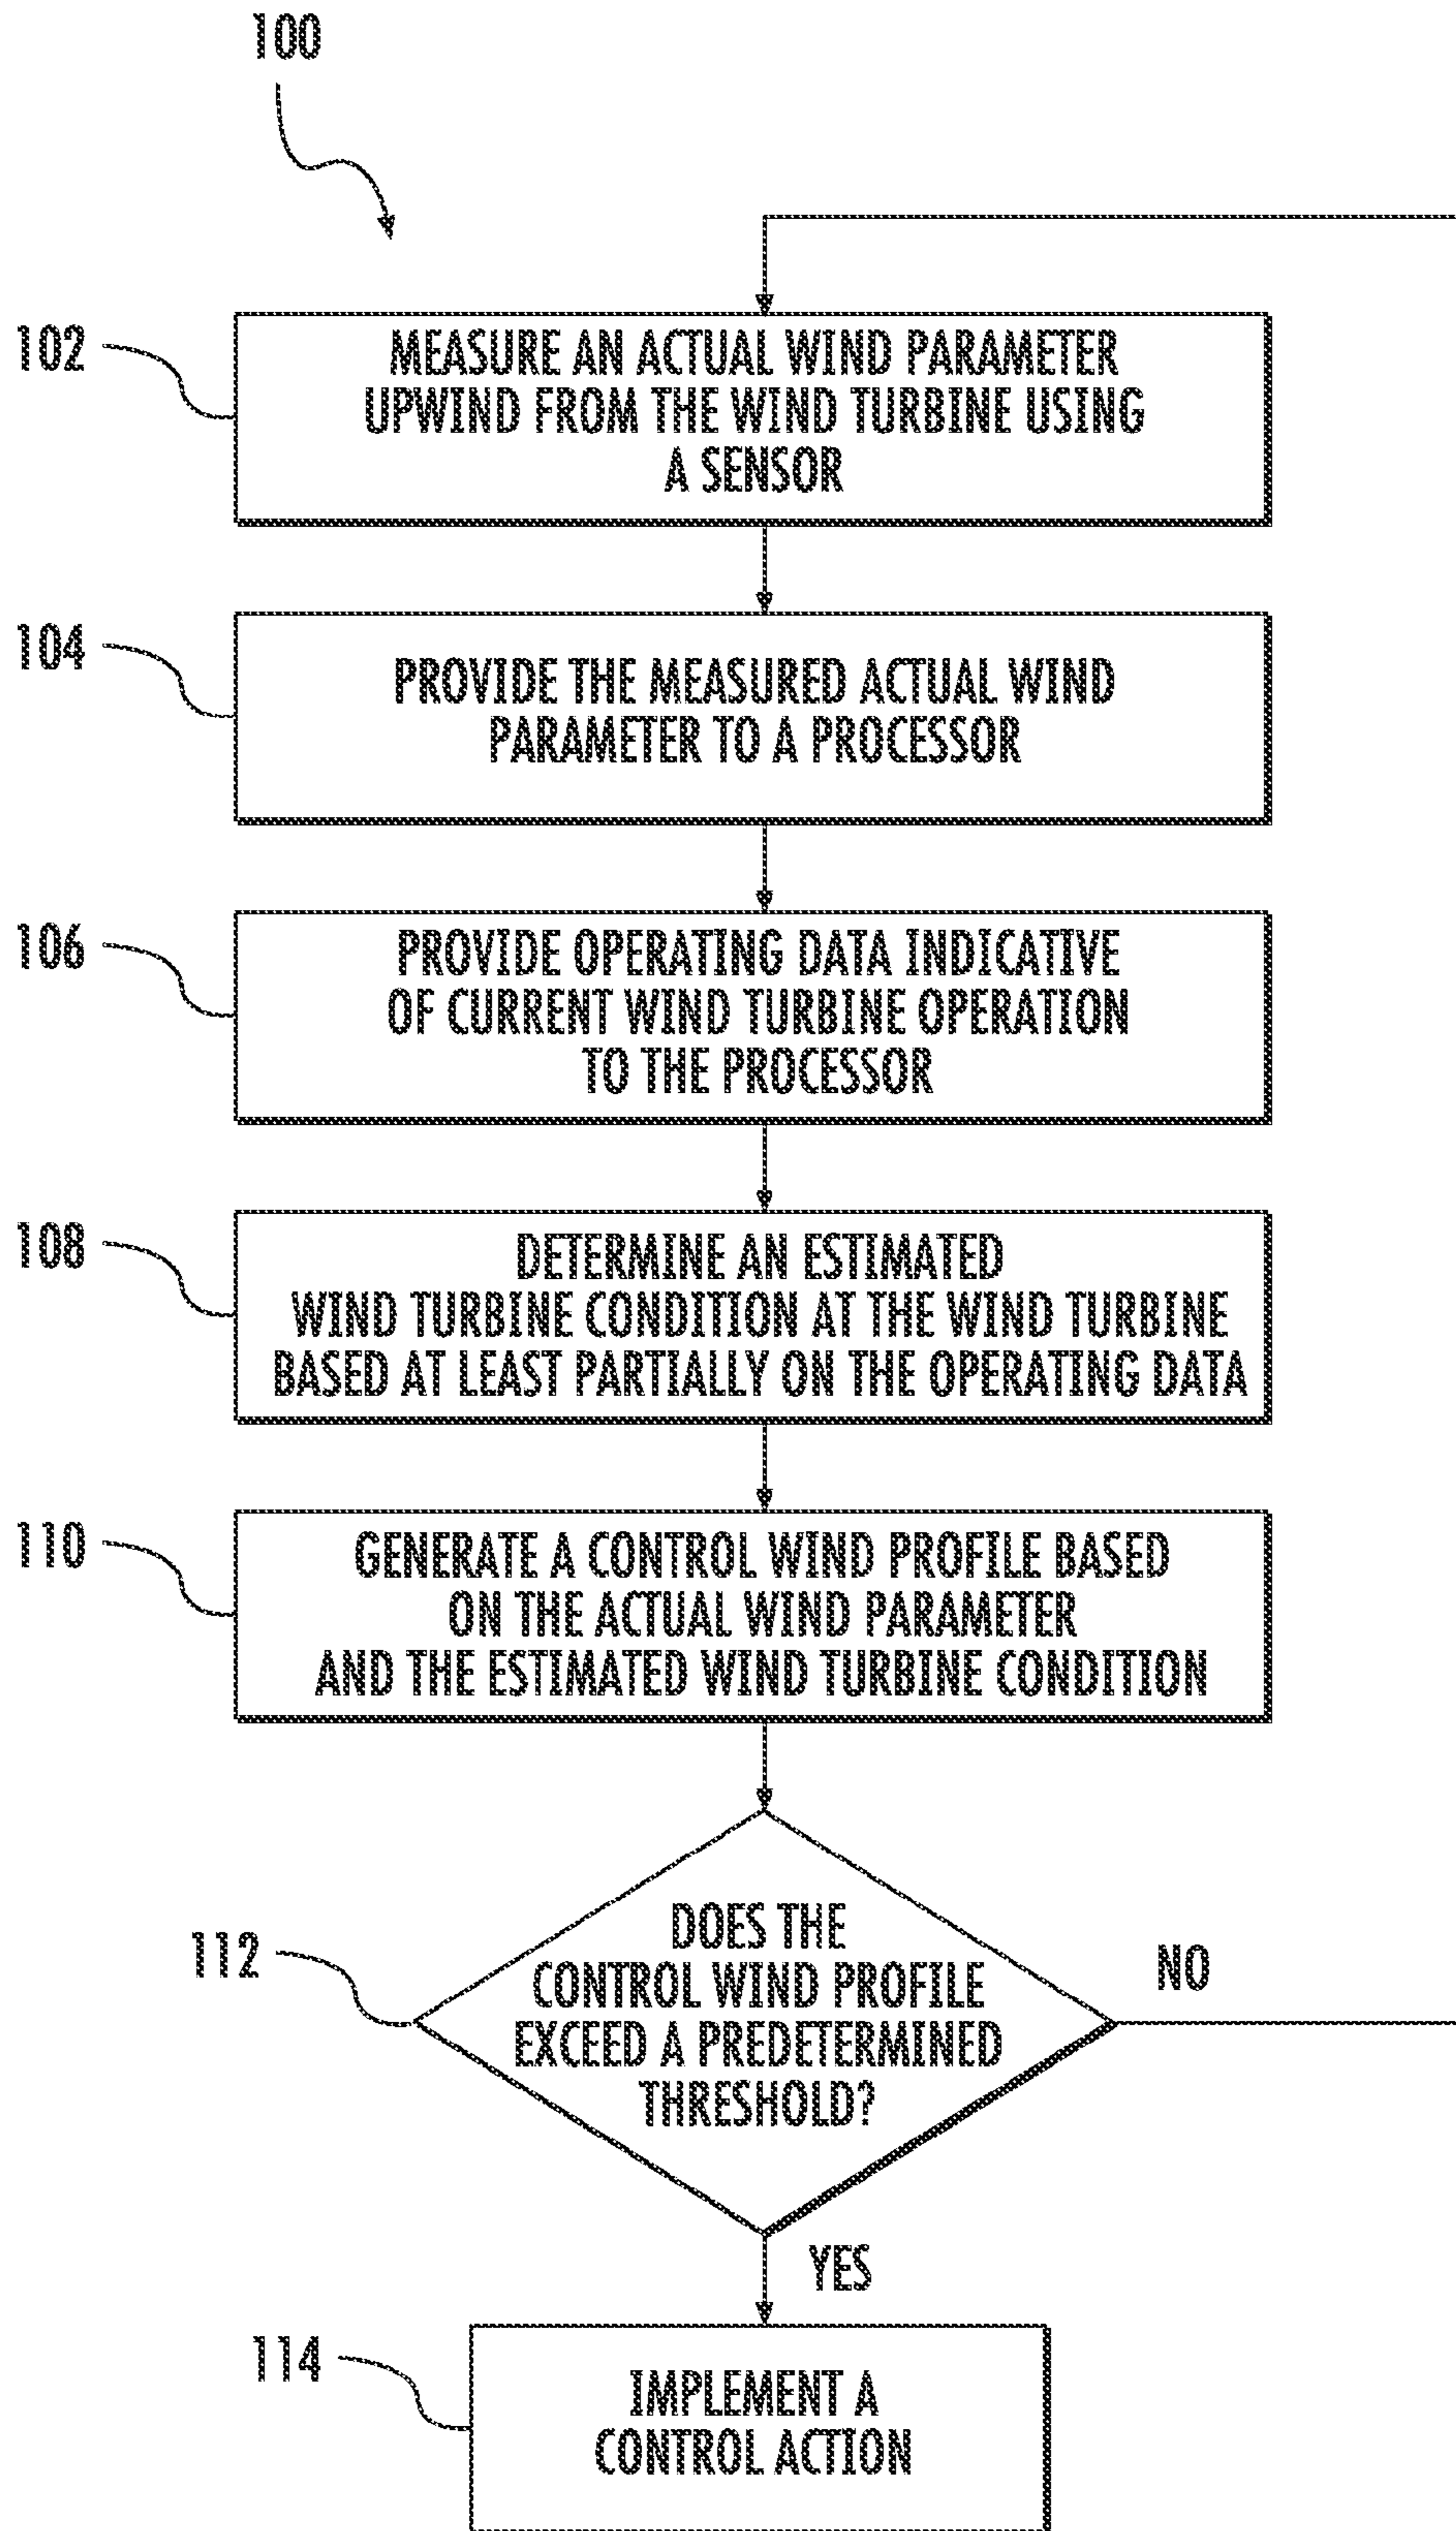 100
102
MEASURE AN ACTUAL WIND PARAMETER
UPWIND FROM THE WIND TURBINE USING
A SENSOR
104
PROVIDE THE MEASURED ACTUAL WIND
PARAMETER TO A PROCESSOR
106
PROVIDE OPERATING DATA INDICATIVE
OF CURRENT WIND TURBINE OPERATION
TO THE PROCESSOR
108
DETERMINE AN ESTIMATED
WIND TURBINE CONDITION AT THE WIND TURBINE
BASED AT LEAST PARTIALLY ON THE OPERATING DATA
110
GENERATE A CONTROL WIND PROFILE BASED
ON THE ACTUAL WIND PARAMETER
AND THE ESTIMATED WIND TURBINE CONDITION
112
DOES THE
CONTROL WIND PROFILE
EXCEED A PREDETERMINED
THRESHOLD?
NO
YES
114
IMPLEMENT A
CONTROL ACTION